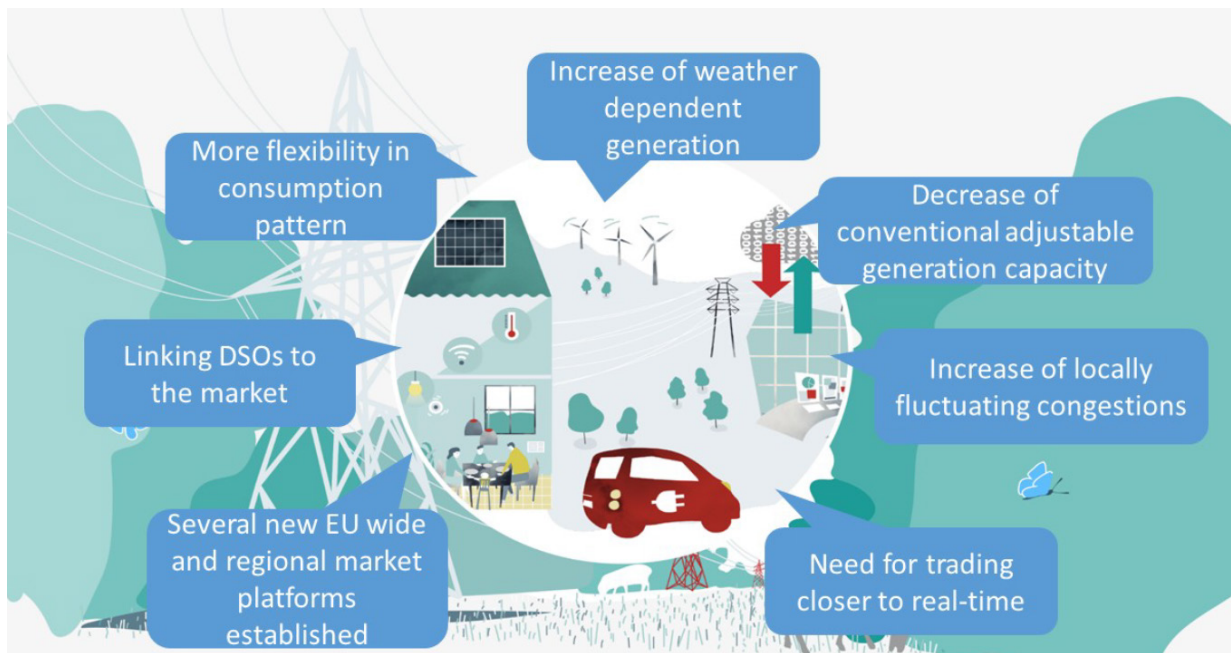 Increase of weather
dependent
generation
More flexibility in
consumption
pattern
Decrease of
conventional adjustable
generation capacity
Linking DSOs to
the market
Increase of locally
fluctuating congestions
Several new EU wide
and regional market
platforms
established
Need for trading
closer to real-time